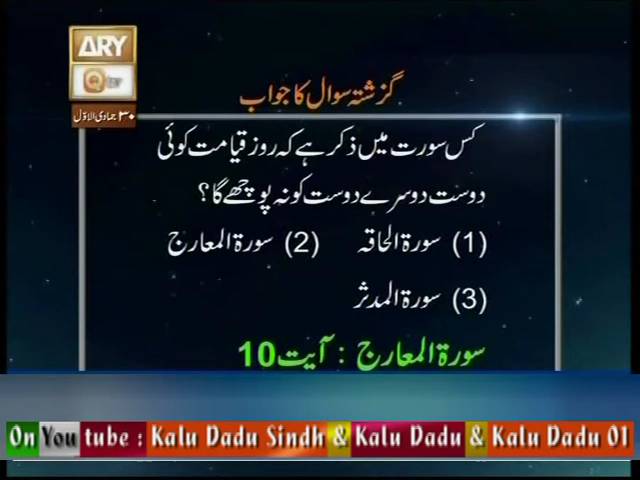 ARY
Qtv
۳۰ جمادی الاوّل
گزشتہ سوال کا جواب
کس سورت میں ذکر ہے کہ روز قیامت کوئی
دوست دوسرے دوست کو نہ پوچھے گا؟
(1) سورۃ الحاقہ (2) سورۃ المعارج
(3) سورۃ المدثر
سورۃ المعارج : آیت 10
On You tube : Kalu Dadu Sindh & Kalu Dadu & Kalu Dadu 01